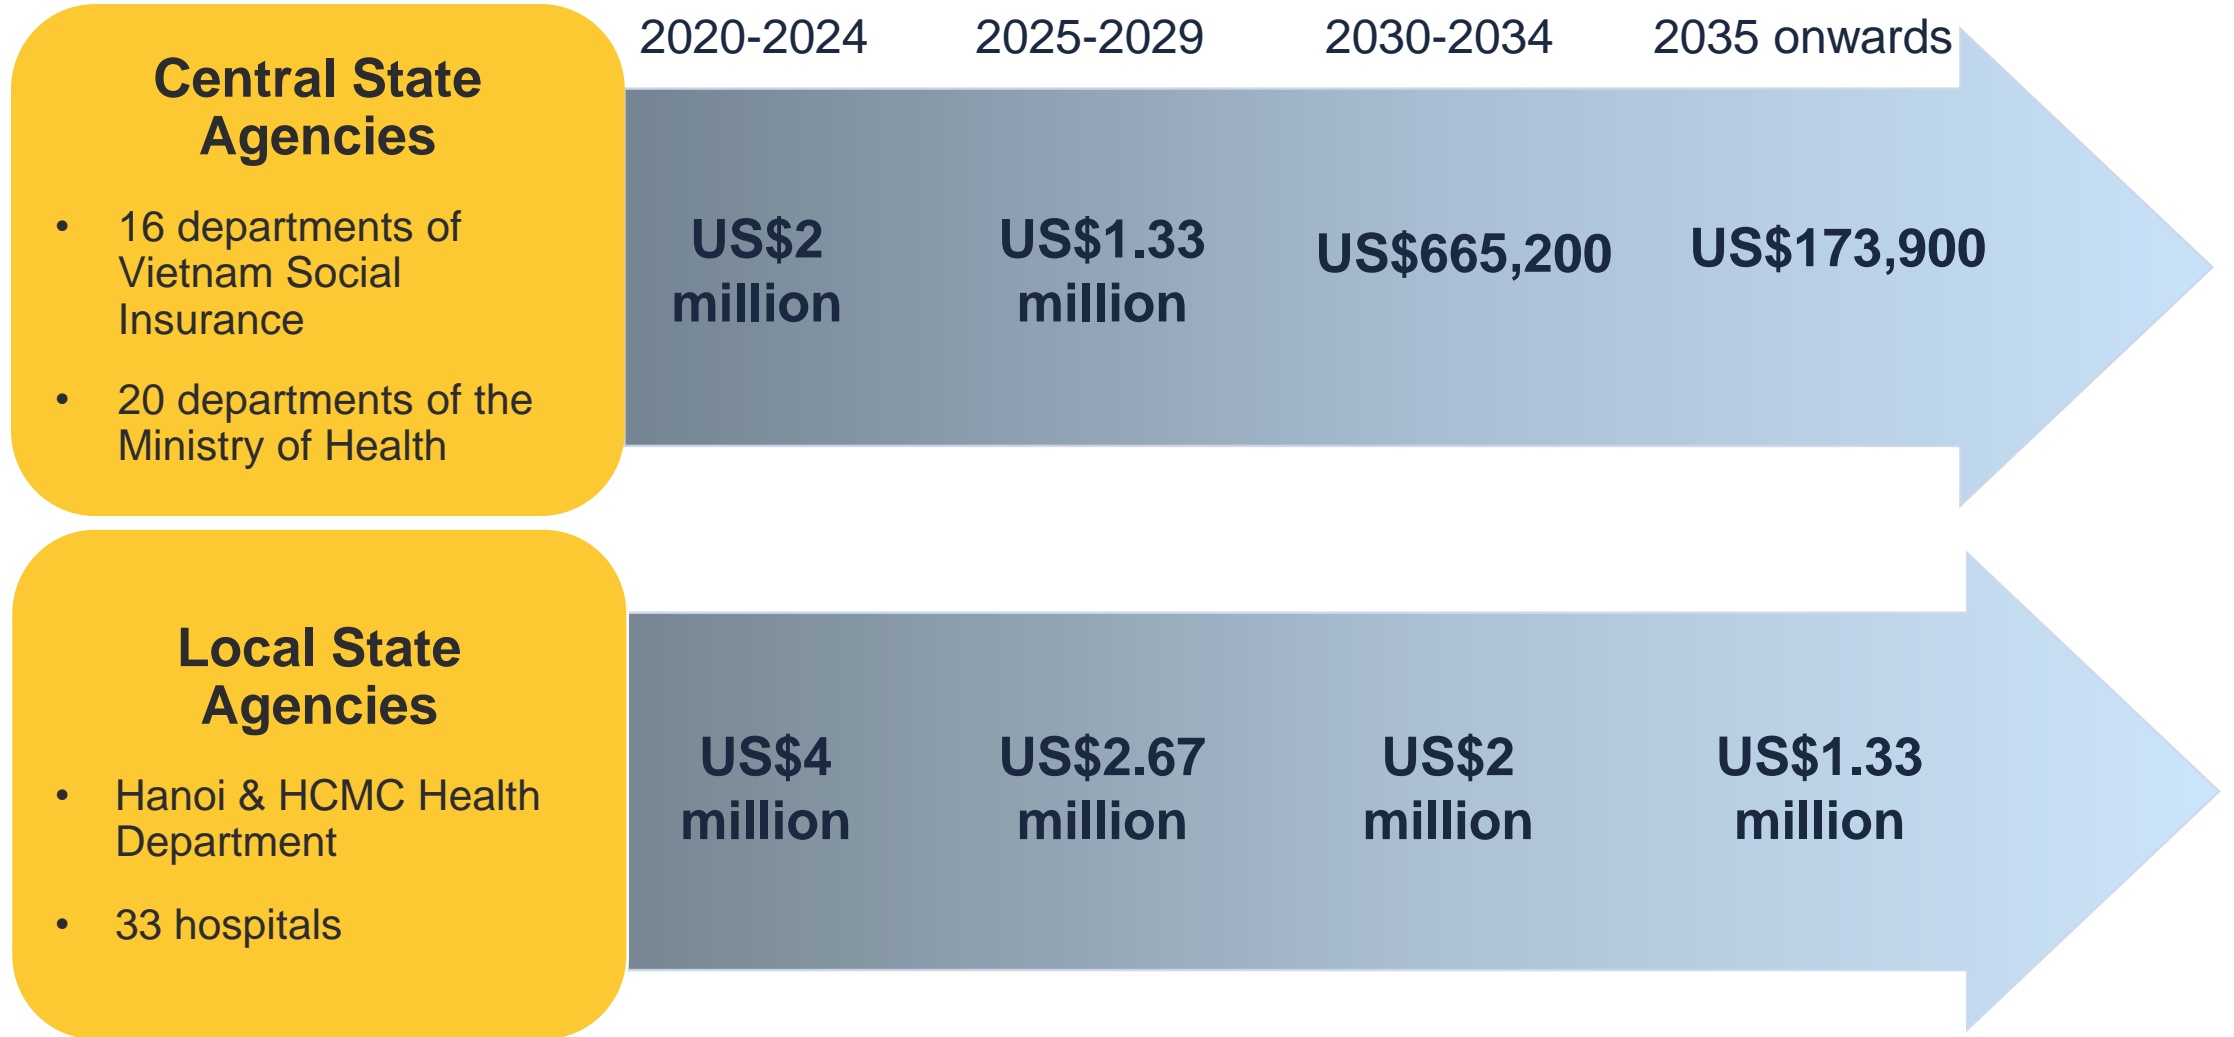 2020-2024 2025-2029 2030-2034 2035 onwards
Central State
Agencies
• 16 departments of
Vietnam Social
Insurance
• 20 departments of the
Ministry of Health
US$2
million
US$1.33
million
US$665,200
US$173,900
Local State
Agencies
• Hanoi & HCMC Health
Department
• 33 hospitals
US$4
million
US$2.67
million
US$2
million
US$1.33
million